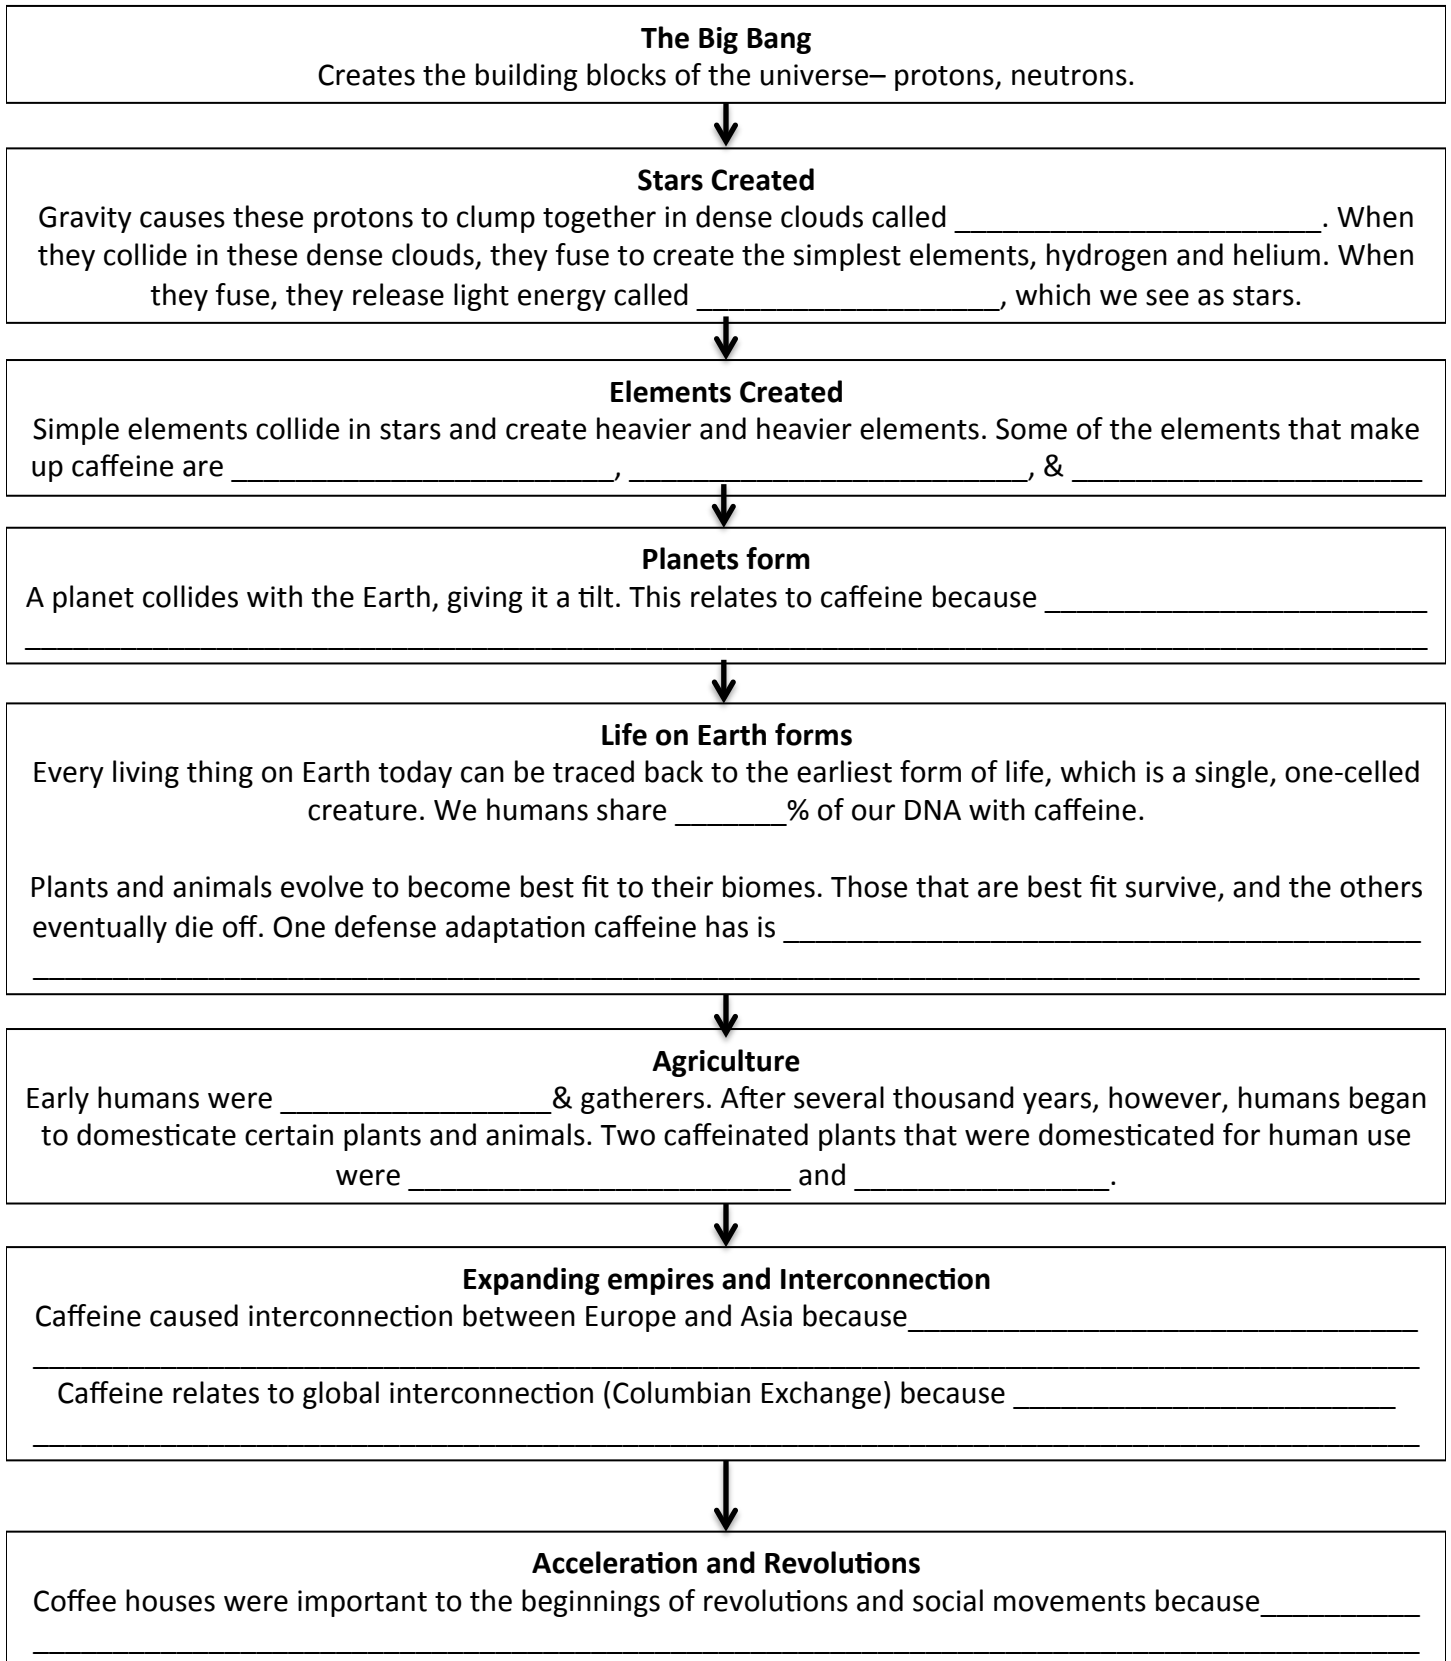 The Big Bang
Creates the building blocks of the universe– protons, neutrons.
Stars Created
Gravity causes these protons to clump together in dense clouds called _______________________. When
they collide in these dense clouds, they fuse to create the simplest elements, hydrogen and helium. When
they fuse, they release light energy called ___________________, which we see as stars.
Elements Created
Simple elements collide in stars and create heavier and heavier elements. Some of the elements that make
up caffeine are ________________________, _________________________, & ______________________
Planets form
A planet collides with the Earth, giving it a tilt. This relates to caffeine because ________________________
________________________________________________________________________________________
Life on Earth forms
Every living thing on Earth today can be traced back to the earliest form of life, which is a single, one-celled
creature. We humans share _______% of our DNA with caffeine.
Plants and animals evolve to become best fit to their biomes. Those that are best fit survive, and the others
eventually die off. One defense adaptation caffeine has is ________________________________________
_______________________________________________________________________________________
Agriculture
Early humans were _________________& gatherers. After several thousand years, however, humans began
to domesticate certain plants and animals. Two caffeinated plants that were domesticated for human use
were ________________________ and ________________.
Expanding empires and Interconnection
Caffeine caused interconnection between Europe and Asia because________________________________
_______________________________________________________________________________________
Caffeine relates to global interconnection (Columbian Exchange) because ________________________
_______________________________________________________________________________________
Acceleration and Revolutions
Coffee houses were important to the beginnings of revolutions and social movements because__________
_______________________________________________________________________________________